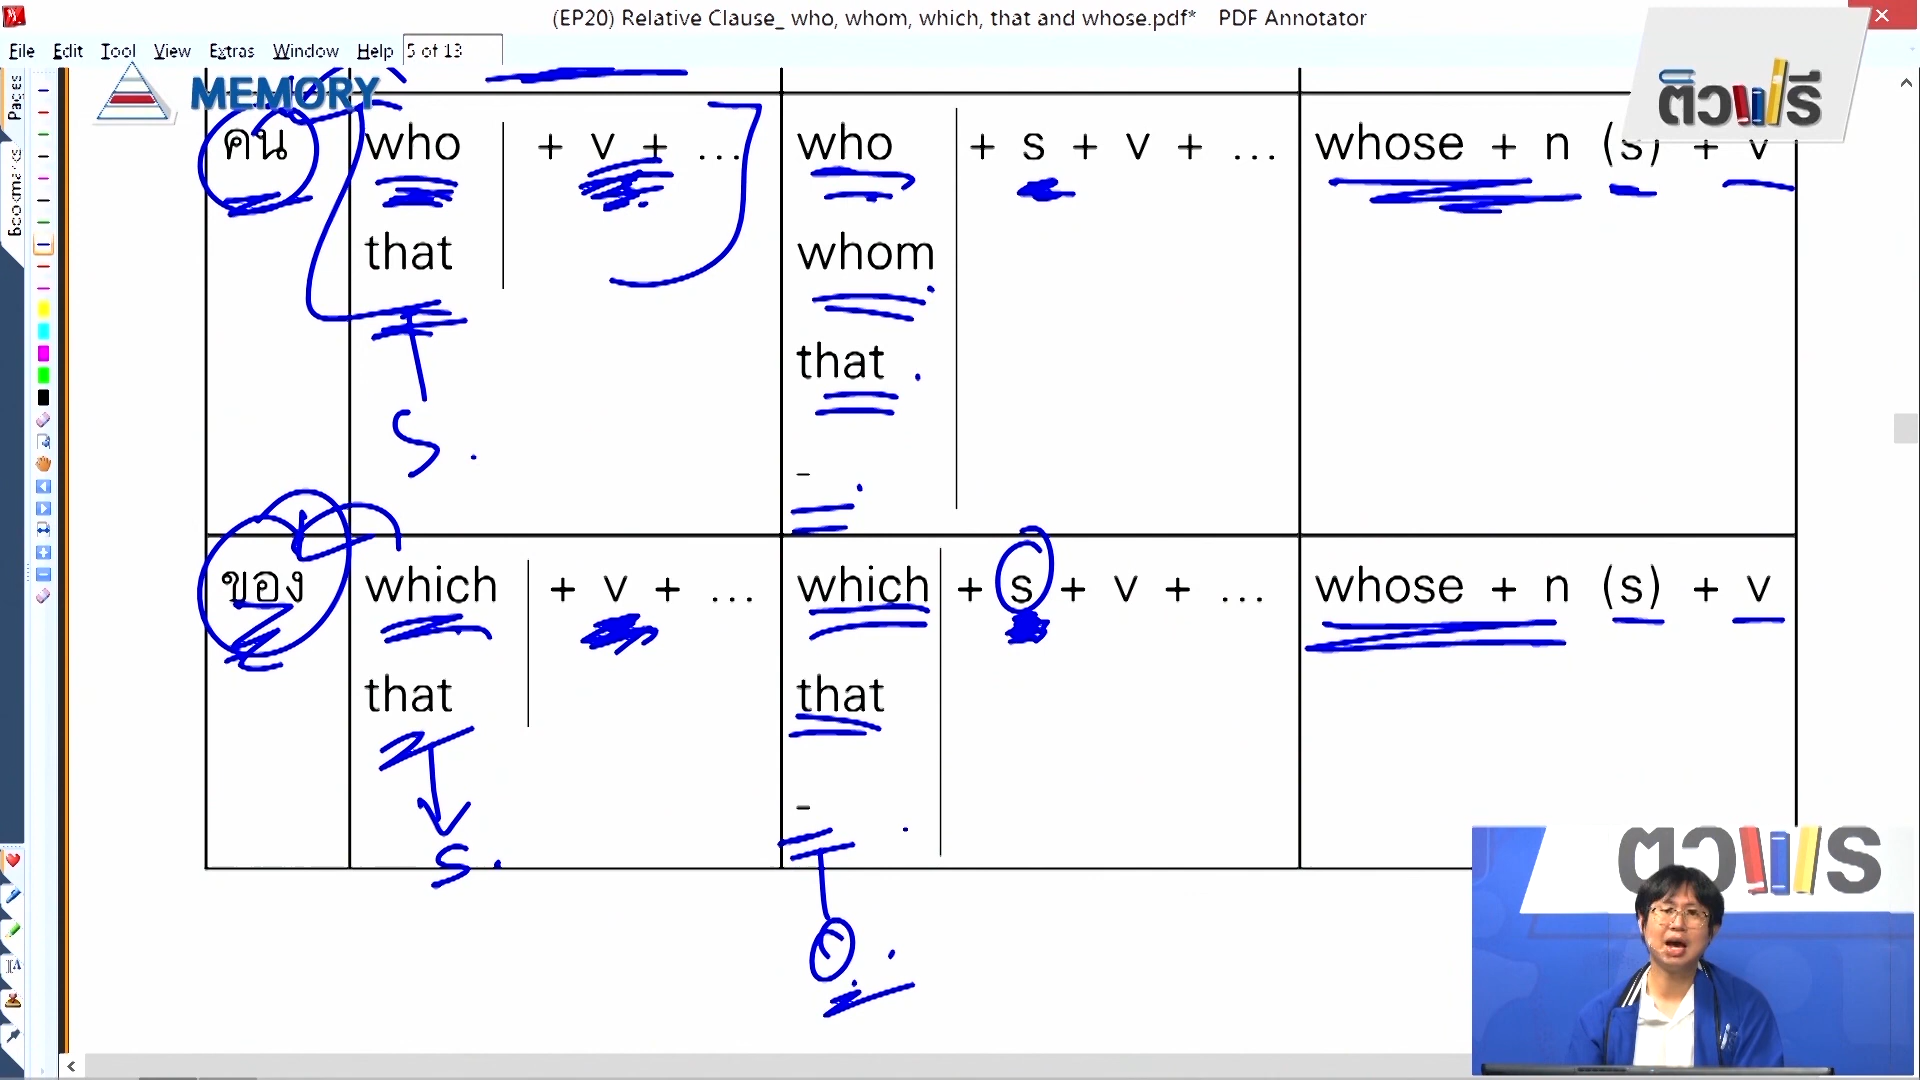 (EP20) Relative Clause_ who, whom, which, that and whose.pdf* PDF Annotator
File Edit Tool View Extras Window Help 5 of 13
Pages
Bookmarks
MEMORY
ติวฟรี
คน who + v + ... who + s + v + ... whose + n (s) + v
that whom
that
-
S.
ของ which + v + ... which + s + v + ... whose + n (s) + v
that that
-
S.
O.
ติวฟรี